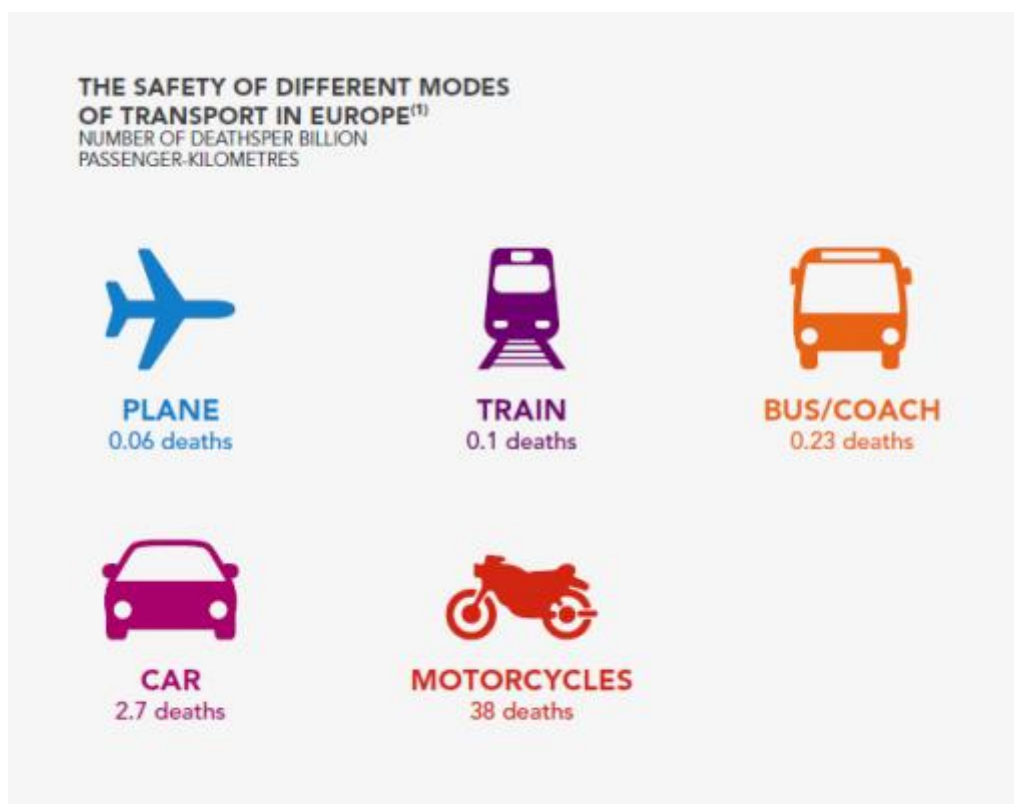 THE SAFETY OF DIFFERENT MODES
OF TRANSPORT IN EUROPE(1)
NUMBER OF DEATHSPER BILLION
PASSENGER-KILOMETRES
PLANE
0.06 deaths
TRAIN
0.1 deaths
BUS/COACH
0.23 deaths
CAR
2.7 deaths
MOTORCYCLES
38 deaths